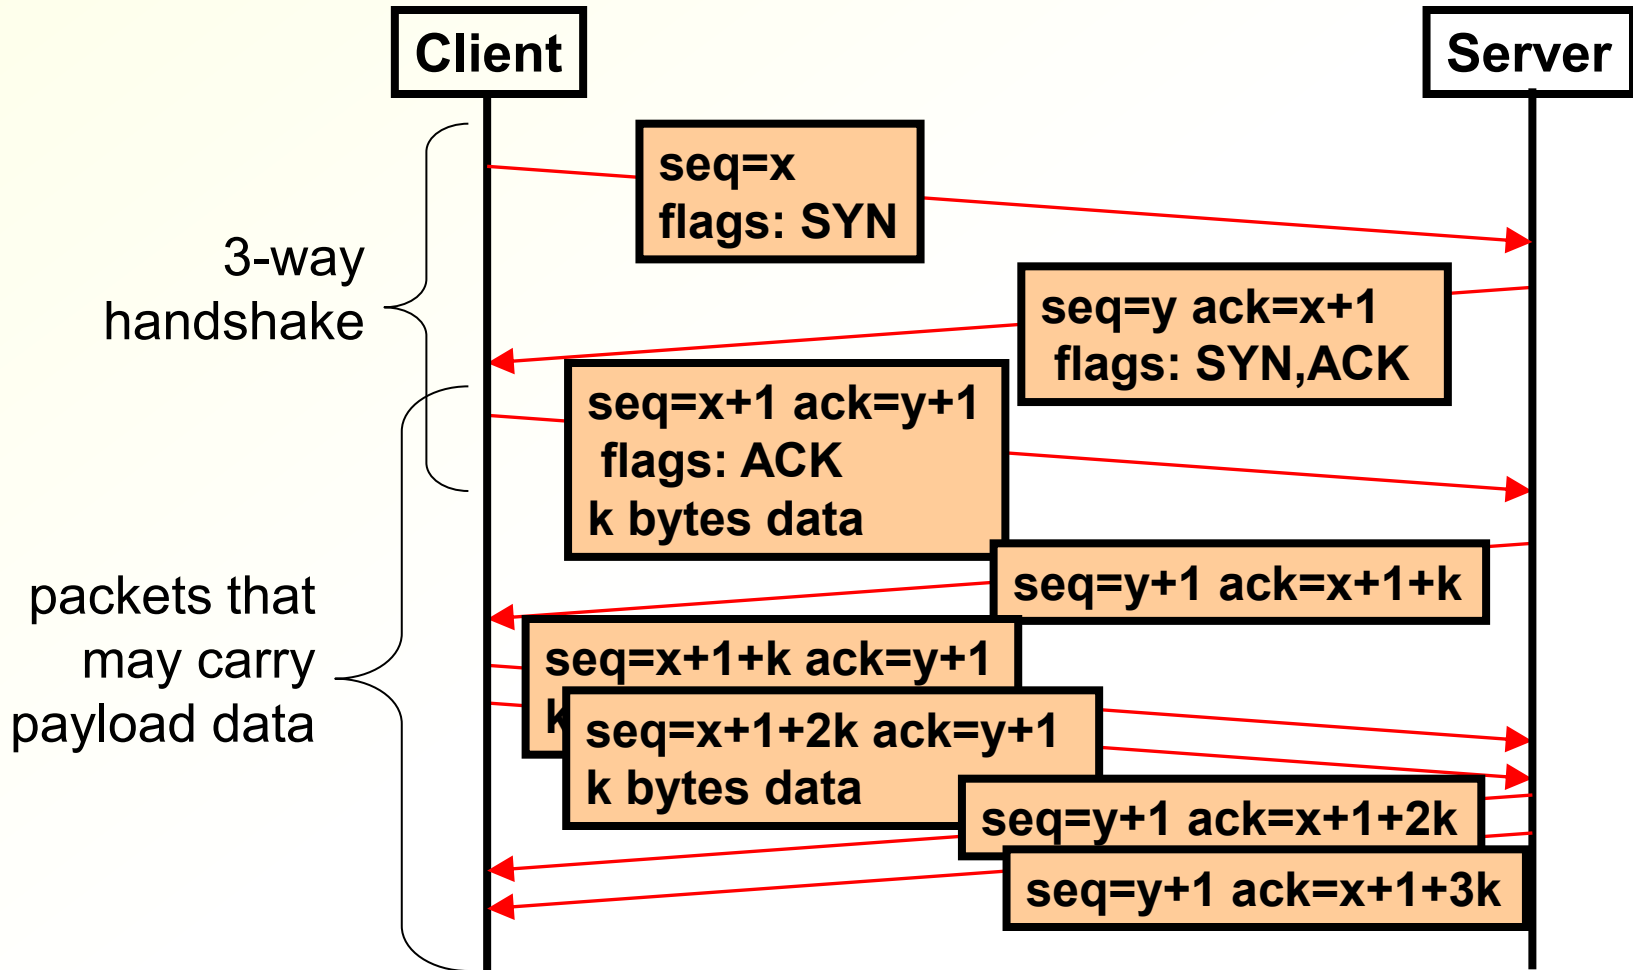 Client
Server
seq=x
flags: SYN
3-way
handshake
seq=y ack=x+1
flags: SYN,ACK
seq=x+1 ack=y+1
flags: ACK
k bytes data
seq=y+1 ack=x+1+k
packets that
may carry
payload data
seq=x+1+k ack=y+1
k
seq=x+1+2k ack=y+1
k bytes data
seq=y+1 ack=x+1+2k
seq=y+1 ack=x+1+3k